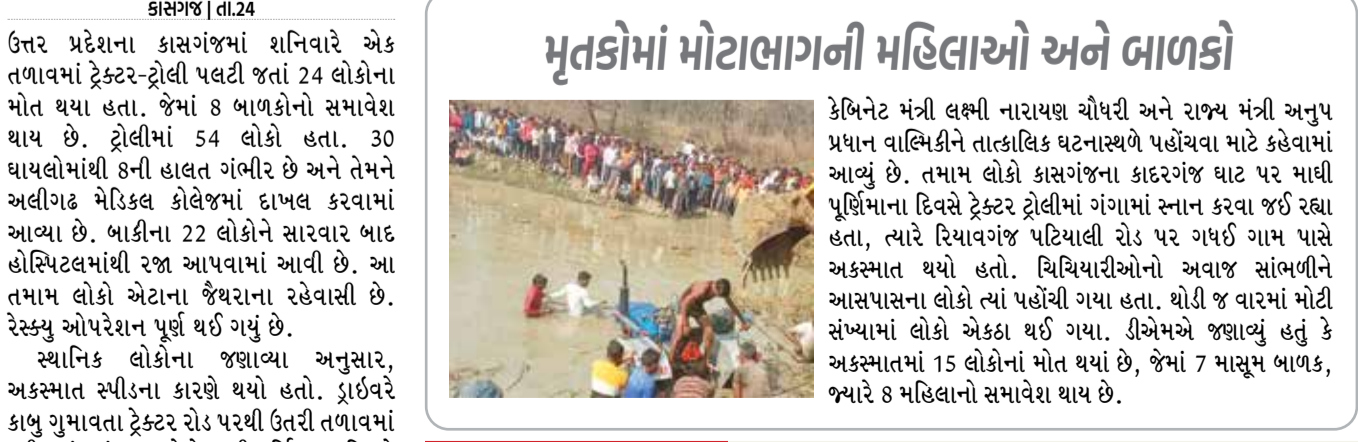 કાસગંજ | તા.24
ઉત્તર પ્રદેશના કાસગંજમાં શનિવારે એક
તળાવમાં ટ્રેક્ટર-ટ્રોલી પલટી જતાં 24 લોકોના
મોત થયા હતા. જેમાં 8 બાળકોનો સમાવેશ
થાય છે. ટ્રોલીમાં 54 લોકો હતા. 30
ઘાયલોમાંથી 8ની હાલત ગંભીર છે અને તેમને
અલીગઢ મેડિકલ કોલેજમાં દાખલ કરવામાં
આવ્યા છે. બાકીના 22 લોકોને સારવાર બાદ
હોસ્પિટલમાંથી રજા આપવામાં આવી છે. આ
તમામ લોકો એટાના જૈથરાના રહેવાસી છે.
રેસ્ક્યુ ઓપરેશન પૂર્ણ થઈ ગયું છે.
સ્થાનિક લોકોના જણાવ્યા અનુસાર,
અકસ્માત સ્પીડના કારણે થયો હતો. ડ્રાઇવરે
કાબુ ગુમાવતા ટ્રેક્ટર રોડ પરથી ઉતરી તળાવમાં
મૃતકોમાં મોટાભાગની મહિલાઓ અને બાળકો
કેબિનેટ મંત્રી લક્ષ્મી નારાયણ ચૌધરી અને રાજ્ય મંત્રી અનુપ
પ્રધાન વાલ્મિકીને તાત્કાલિક ઘટનાસ્થળે પહોંચવા માટે કહેવામાં
આવ્યું છે. તમામ લોકો કાસગંજના કાદરગંજ ઘાટ પર માઘી
પૂર્ણિમાના દિવસે ટ્રેક્ટર ટ્રોલીમાં ગંગામાં સ્નાન કરવા જઈ રહ્યા
હતા, ત્યારે રિયાવગંજ પટિયાલી રોડ પર ગધઈ ગામ પાસે
અકસ્માત થયો હતો. ચિચિયારીઓનો અવાજ સાંભળીને
આસપાસના લોકો ત્યાં પહોંચી ગયા હતા. થોડી જ વારમાં મોટી
સંખ્યામાં લોકો એકઠા થઈ ગયા. ડીએમએ જણાવ્યું હતું કે
અકસ્માતમાં 15 લોકોનાં મોત થયાં છે, જેમાં 7 માસૂમ બાળક,
જ્યારે 8 મહિલાનો સમાવેશ થાય છે.